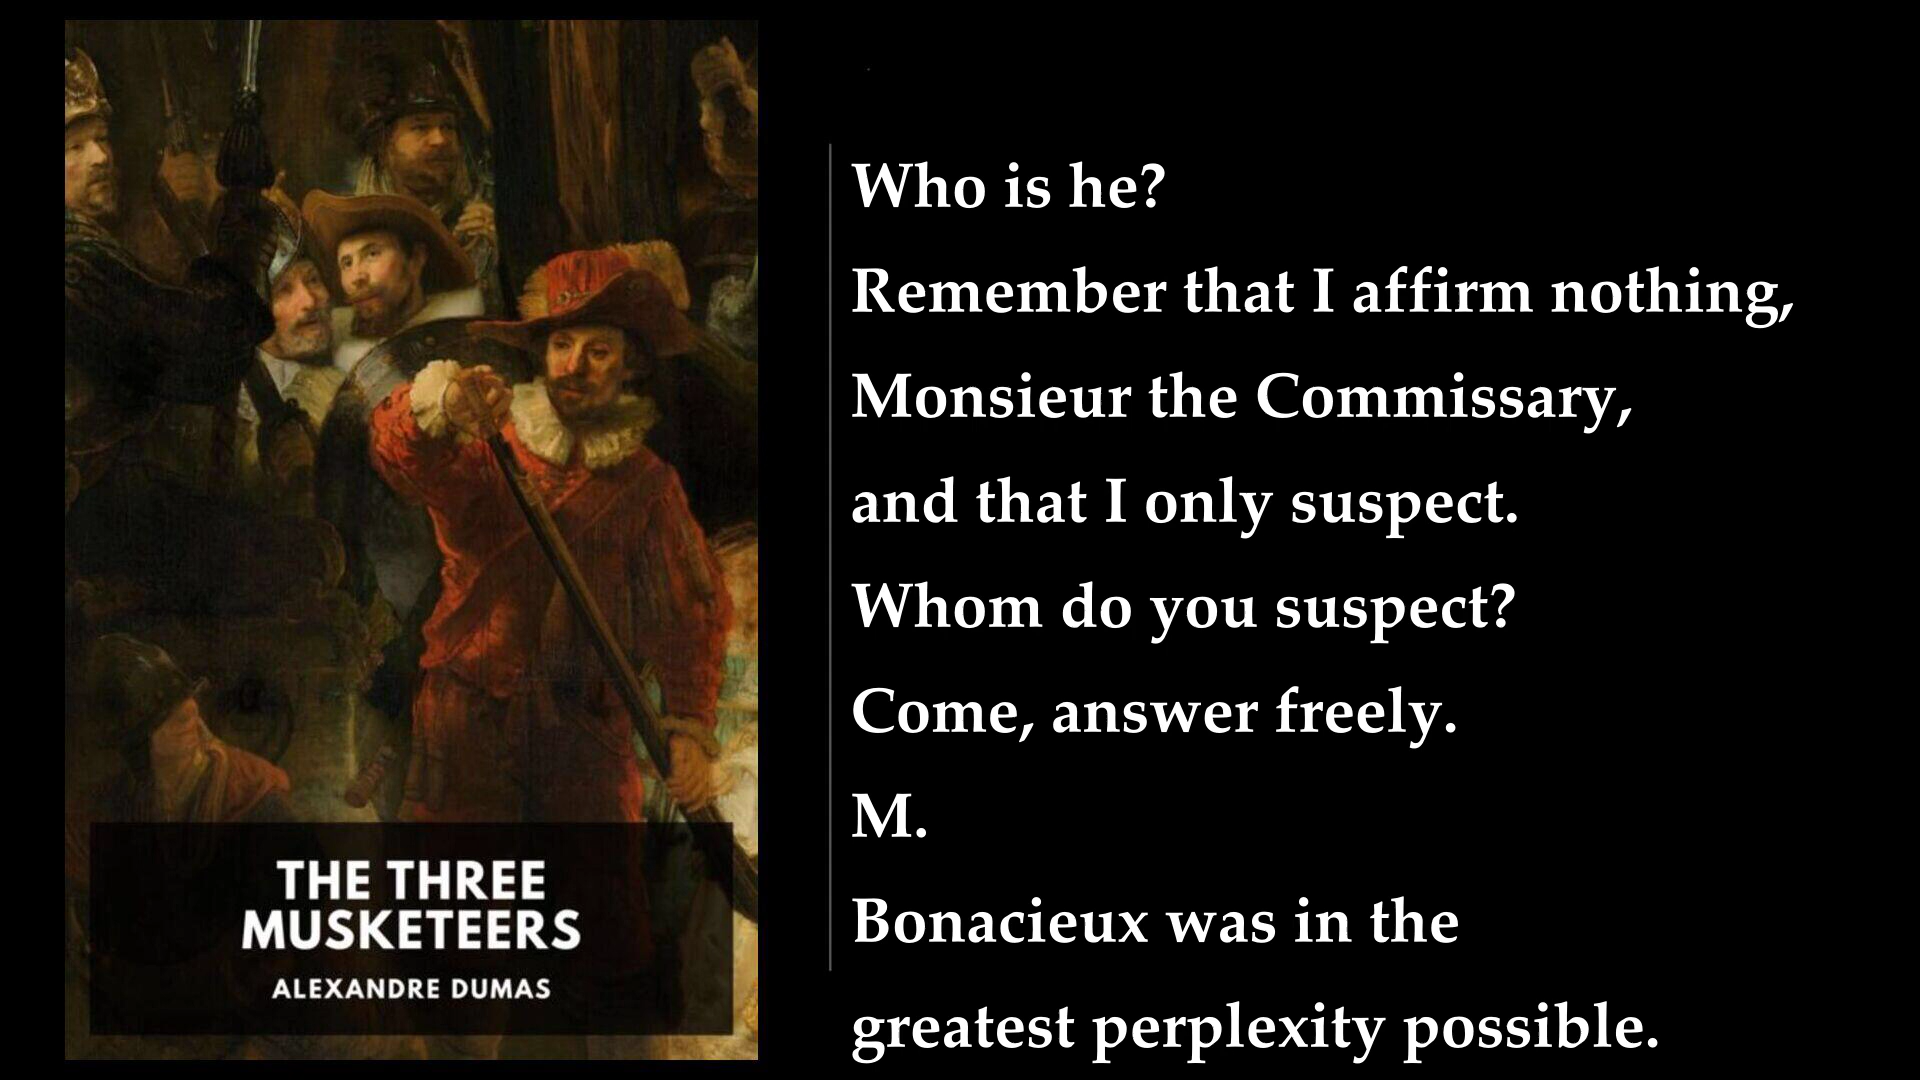 THE THREE
MUSKETEERS
ALEXANDRE DUMAS
Who is he?
Remember that I affirm nothing,
Monsieur the Commissary,
and that I only suspect.
Whom do you suspect?
Come, answer freely.
M.
Bonacieux was in the
greatest perplexity possible.